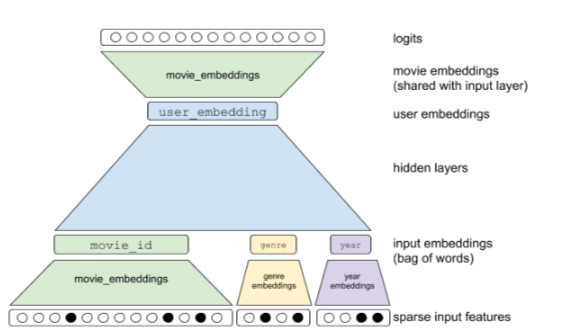 logits
movie_embeddings
movie embeddings
(shared with input layer)
user_embedding
user embeddings
hidden layers
movie_id
genre
year
input embeddings
(bag of words)
movie_embeddings
genre
embeddings
year
embeddings
sparse input features